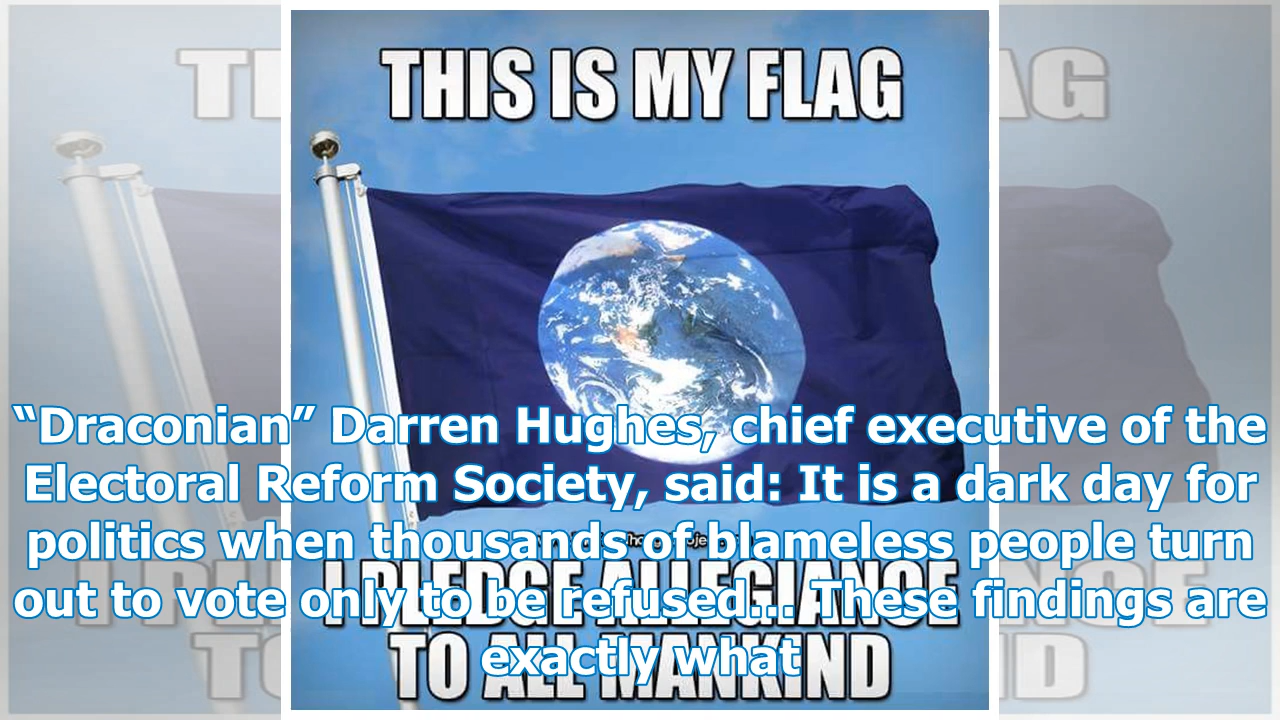 THIS IS MY FLAG
“Draconian” Darren Hughes, chief executive of the
Electoral Reform Society, said: It is a dark day for
politics when thousands of blameless people turn
out to vote only to be refused... These findings are
exactly what
I PLEDGE ALLEGIANCE
TO ALL MANKIND